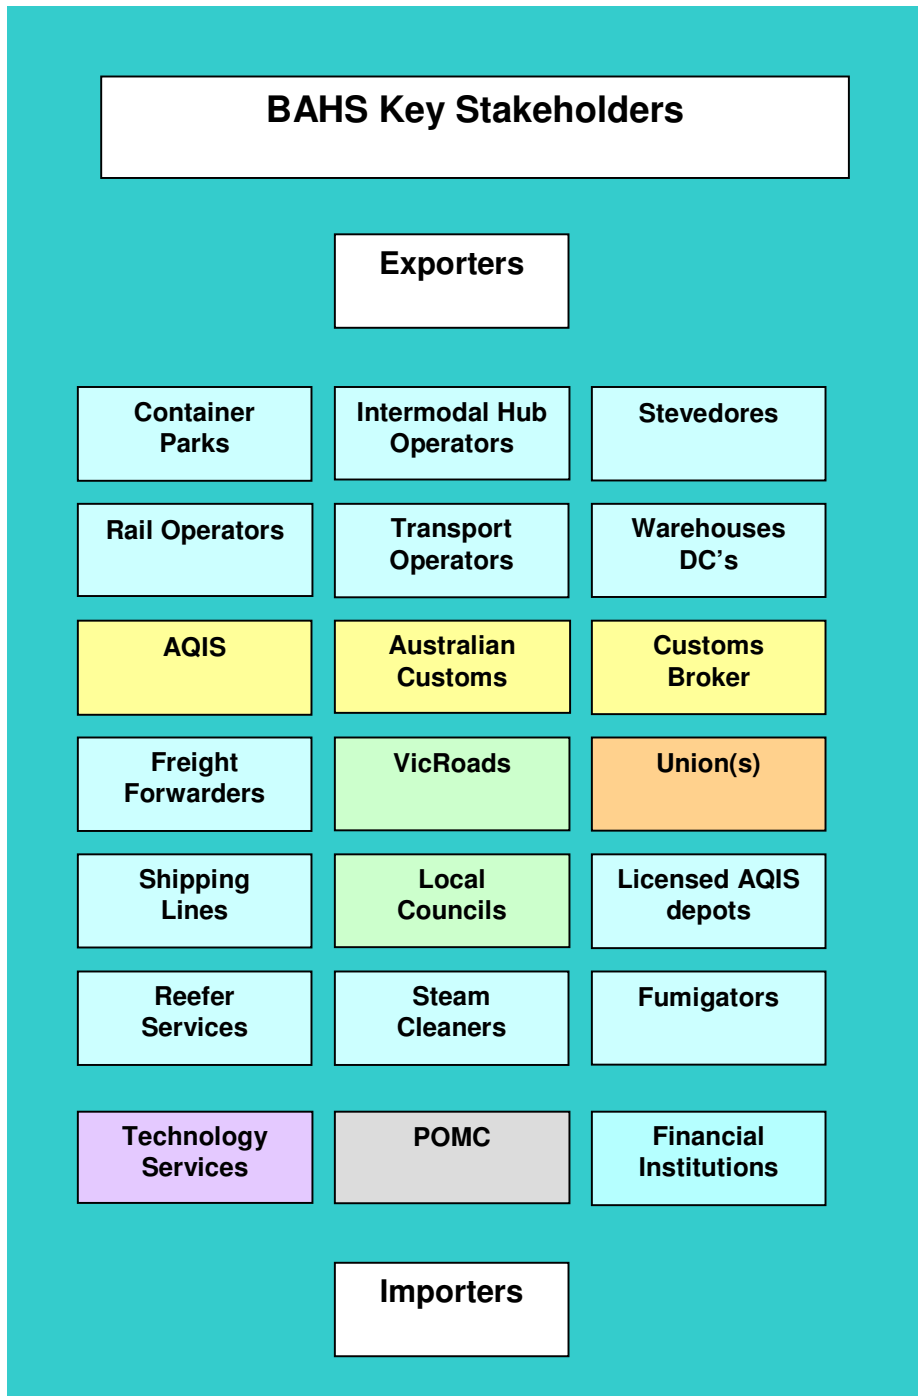 BAHS Key Stakeholders
Exporters
Container
Parks
Intermodal Hub
Operators
Stevedores
Rail Operators
Transport
Operators
Warehouses
DC's
AQIS
Australian
Customs
Customs
Broker
Freight
Forwarders
VicRoads
Union(s)
Shipping
Lines
Local
Councils
Licensed AQIS
depots
Reefer
Services
Steam
Cleaners
Fumigators
Technology
Services
POMC
Financial
Institutions
Importers